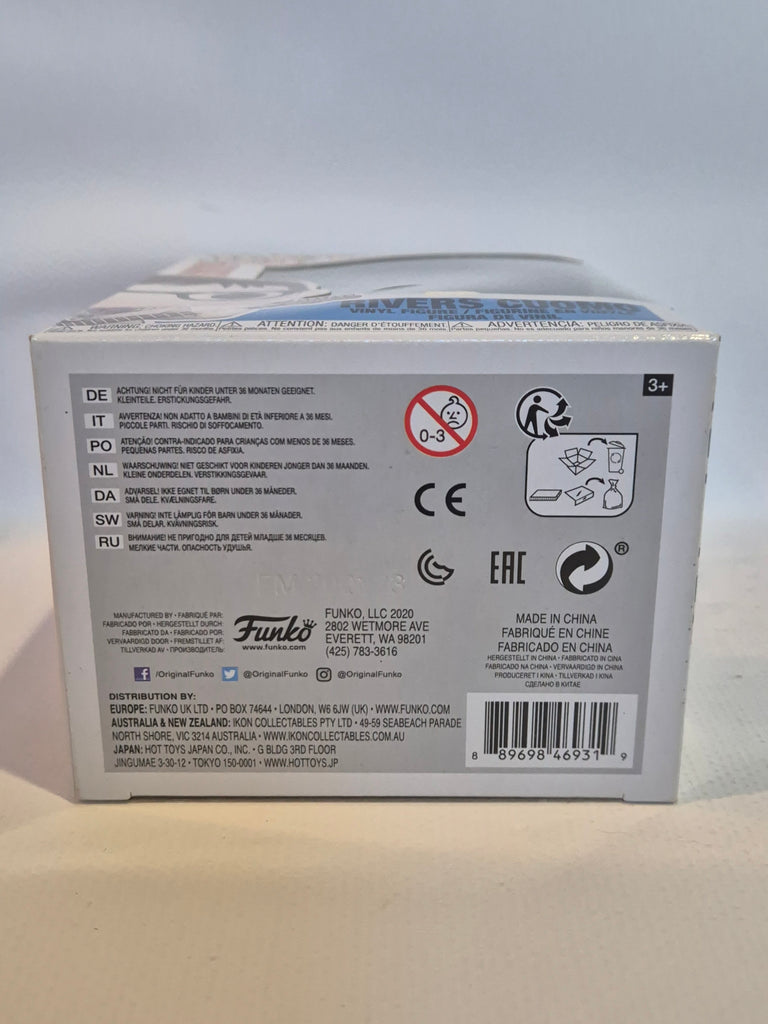 RIVERS CUOMO
VINYL FIGURE / FIGURINE EN VINYLE /
FIGURA DE VINIL
WARNING: CHOKING HAZARD
ATTENTION: DANGER D'ÉTOUFFEMENT
ADVERTENCIA: PELIGRO DE ASFIXIA
3+
DE ACHTUNG! NICHT FÜR KINDER UNTER 36 MONATEN GEEIGNET.
KLEINTEILE. ERSTICKUNGSGEFAHR.
IT AVVERTENZA! NON ADATTO A BAMBINI DI ETÀ INFERIORE A 36 MESI.
PICCOLE PARTI. RISCHIO DI SOFFOCAMENTO.
PO ATENÇÃO! CONTRA-INDICADO PARA CRIANÇAS COM MENOS DE 36 MESES.
PEQUENAS PARTES. RISCO DE ASFIXIA.
NL WAARSCHUWING! NIET GESCHIKT VOOR KINDEREN JONGER DAN 36 MAANDEN.
KLEINE ONDERDELEN. VERSTIKKINGSGEVAAR.
DA ADVARSEL! IKKE EGNET TIL BØRN UNDER 36 MÅNEDER.
SMÅ DELE. KVÆLNINGSFARE.
SW VARNING! INTE LÄMPLIG FÖR BARN UNDER 36 MÅNADER.
SMÅ DELAR. KVÄVNINGSRISK.
RU ВНИМАНИЕ! НЕ ПРИГОДНО ДЛЯ ДЕТЕЙ МЛАДШЕ 36 МЕСЯЦЕВ.
МЕЛКИЕ ЧАСТИ. ОПАСНОСТЬ УДУШЬЯ.
0-3
CE
EAC
®
MANUFACTURED BY • FABRIQUÉ PAR:
FABRICADO POR • HERGESTELLT DURCH:
FABBRICATO DA • FABRICADO POR:
VERVAARDIGD DOOR • FREMSTILLET AF:
TILLVERKAD AV • ПРОИЗВОДИТЕЛЬ:
Funko
www.funko.com
FUNKO, LLC 2020
2802 WETMORE AVE
EVERETT, WA 98201
(425) 783-3616
MADE IN CHINA
FABRIQUÉ EN CHINE
FABRICADO EN CHINA
HERGESTELLT IN CHINA • FABBRICATO IN CINA
FABRICADO NA CHINA • VERVAARDIGD IN CHINA
PRODUCERET I KINA • TILLVERKAD I KINA
СДЕЛАНО В КИТАЕ
/OriginalFunko @OriginalFunko @OriginalFunko
DISTRIBUTION BY:
EUROPE: FUNKO UK LTD • PO BOX 74644 • LONDON, W6 6JW (UK) • WWW.FUNKO.COM
AUSTRALIA & NEW ZEALAND: IKON COLLECTABLES PTY LTD • 49-59 SEABEACH PARADE
NORTH SHORE, VIC 3214 AUSTRALIA • WWW.IKONCOLLECTABLES.COM.AU
JAPAN: HOT TOYS JAPAN CO., INC. • G BLDG 3RD FLOOR
JINGUMAE 3-30-12 • TOKYO 150-0001 • WWW.HOTTOYS.JP
8 89698 46931 9